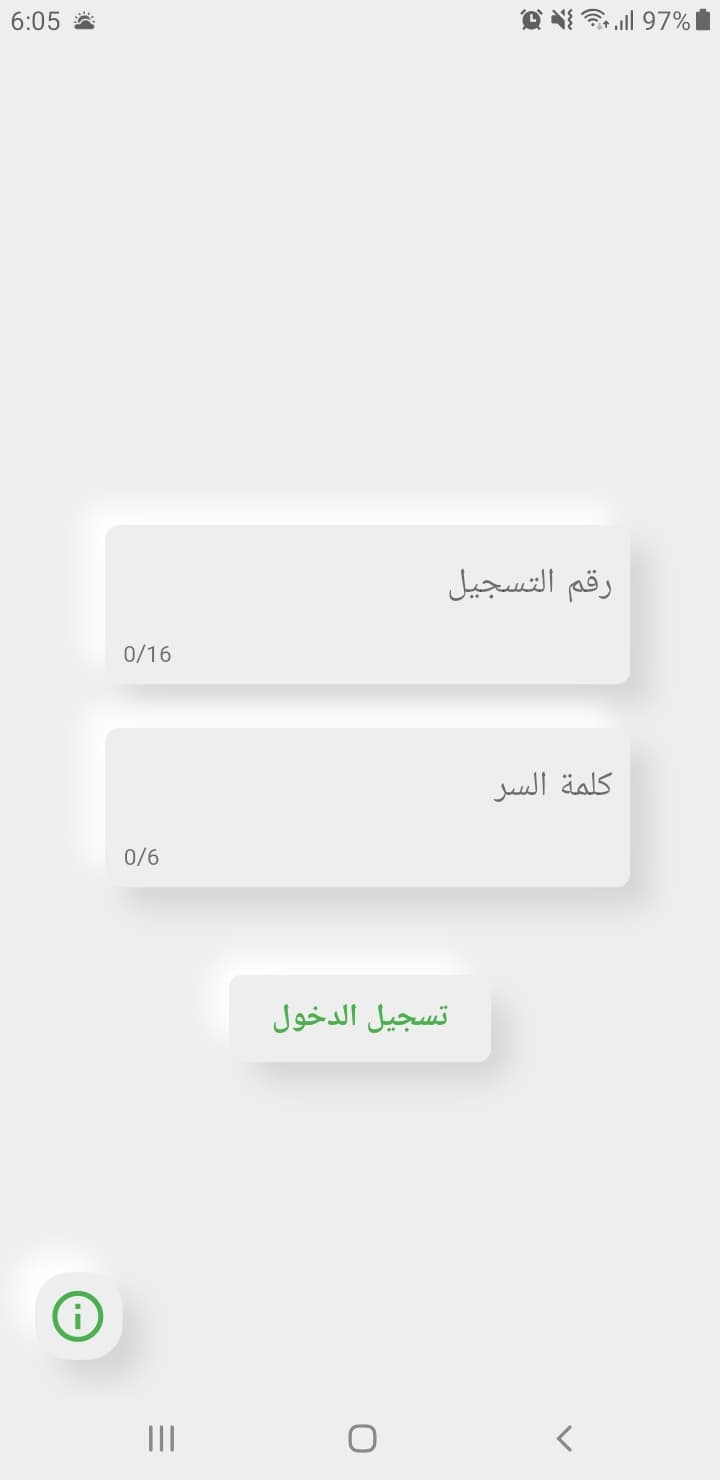 6:05 97%
رقم التسجيل
0/16
كلمة السر
0/6
تسجيل الدخول